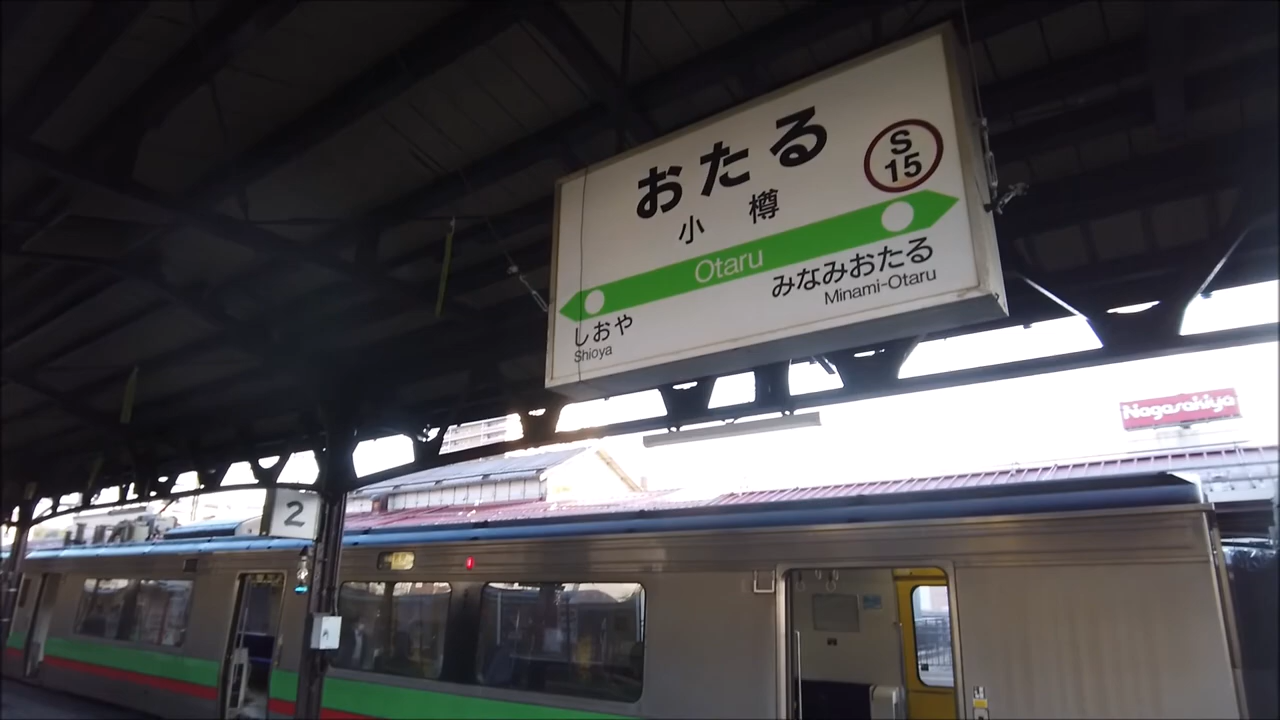 おたる
S
15
小 樽
Otaru
みなみおたる
Minami-Otaru
しおや
Shioya
Nagasakiya
2